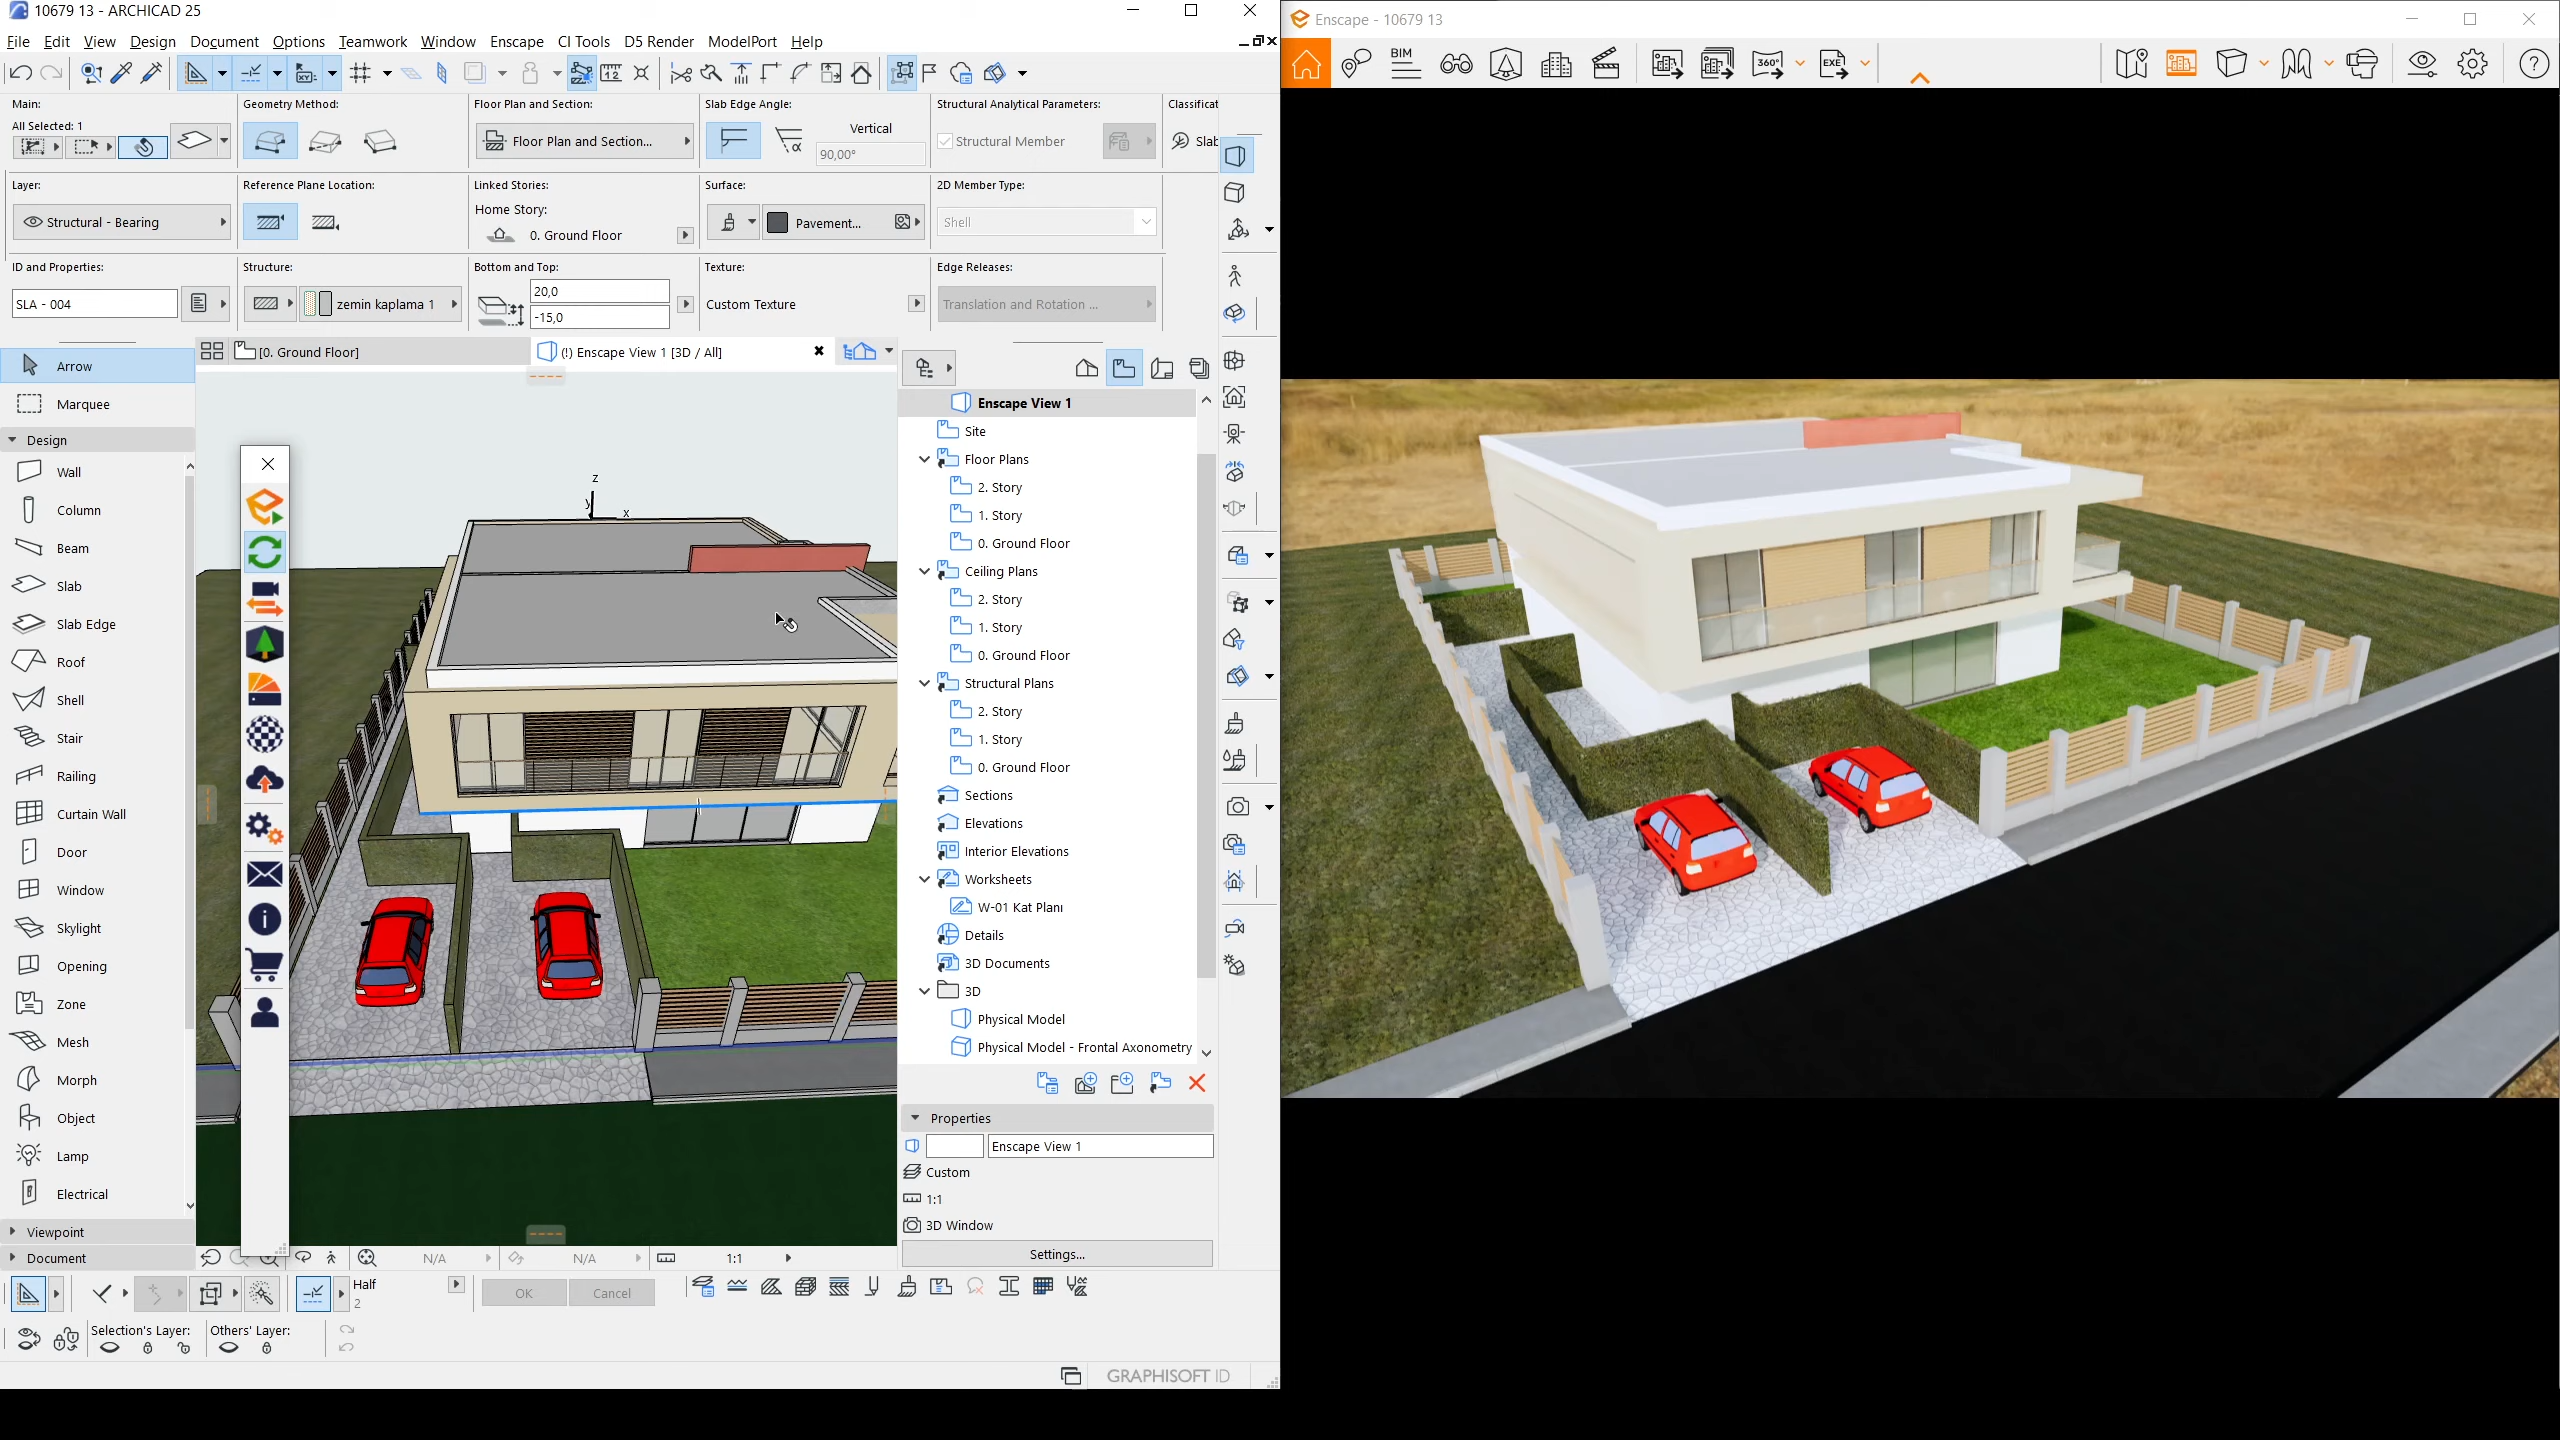 10679 13 - ARCHICAD 25
File Edit View Design Document Options Teamwork Window Enscape CI Tools D5 Render ModelPort Help
Main:
All Selected: 1
Geometry Method:
Floor Plan and Section:
Floor Plan and Section...
Slab Edge Angle:
Vertical
90,00°
Structural Analytical Parameters:
Structural Member
Classificat
Slab
Layer:
Structural - Bearing
Reference Plane Location:
Linked Stories:
Home Story:
0. Ground Floor
Surface:
Pavement...
2D Member Type:
Shell
ID and Properties:
SLA - 004
Structure:
zemin kaplama 1
Bottom and Top:
20,0
-15,0
Texture:
Custom Texture
Edge Releases:
Translation and Rotation ...
Arrow
Marquee
Design
Wall
Column
Beam
Slab
Slab Edge
Roof
Shell
Stair
Railing
Curtain Wall
Door
Window
Skylight
Opening
Zone
Mesh
Morph
Object
Lamp
Electrical
Viewpoint
Document
[0. Ground Floor]
(!) Enscape View 1 [3D / All]
z
y
x
Enscape View 1
Site
Floor Plans
2. Story
1. Story
0. Ground Floor
Ceiling Plans
2. Story
1. Story
0. Ground Floor
Structural Plans
2. Story
1. Story
0. Ground Floor
Sections
Elevations
Interior Elevations
Worksheets
W-01 Kat Planı
Details
3D Documents
3D
Physical Model
Physical Model - Frontal Axonometry
Properties
Enscape View 1
Custom
1:1
3D Window
Settings...
N/A
N/A
1:1
Half
2
OK
Cancel
Selection's Layer:
Others' Layer:
GRAPHISOFT ID
Enscape - 10679 13
BIM
360°
EXE